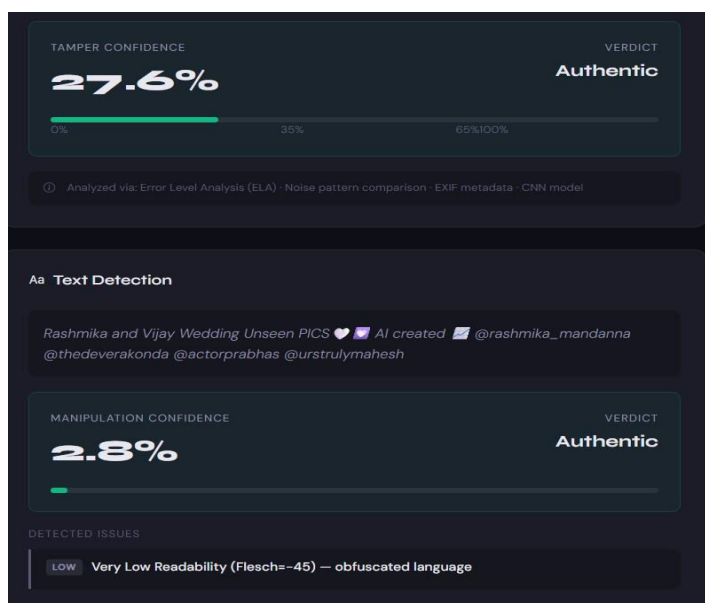 TAMPER CONFIDENCE VERDICT
27.6% Authentic
0% 35% 65%100%
Analyzed via: Error Level Analysis (ELA) · Noise pattern comparison · EXIF metadata · CNN model
Aa Text Detection
Rashmika and Vijay Wedding Unseen PICS 🤍 💟 AI created 📈 @rashmika_mandanna
@thedeverakonda @actorprabhas @urstrulymahesh
MANIPULATION CONFIDENCE VERDICT
2.8% Authentic
DETECTED ISSUES
LOW Very Low Readability (Flesch=-45) — obfuscated language